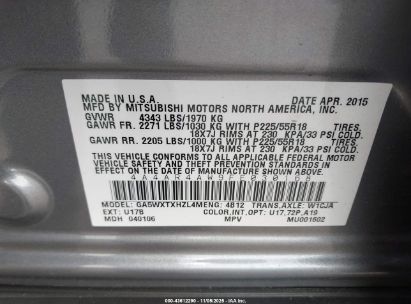 MADE IN U.S.A. DATE APR. 2015
MFD BY MITSUBISHI MOTORS NORTH AMERICA, INC.
GVWR 4343 LBS/1970 KG
GAWR FR. 2271 LBS/1030 KG WITH P225/55R18 TIRES,
18X7J RIMS AT 230 KPA/33 PSI COLD.
GAWR RR. 2205 LBS/1000 KG WITH P225/55R18 TIRES,
18X7J RIMS AT 230 KPA/33 PSI COLD.
THIS VEHICLE CONFORMS TO ALL APPLICABLE FEDERAL
MOTOR VEHICLE SAFETY, BUMPER, AND THEFT PREVENTION
STANDARDS IN EFFECT ON THE DATE OF MANUFACTURE SHOWN ABOVE.
4A4AR4AW9FE030168
MODEL: GA5WXTXHZL4M ENG: 4B12 TRANS, AXLE: W1CJA
EXT: U17B COLOR, INT, OPT: U17, 72P, A19
MDH 040106 MPV MU001602